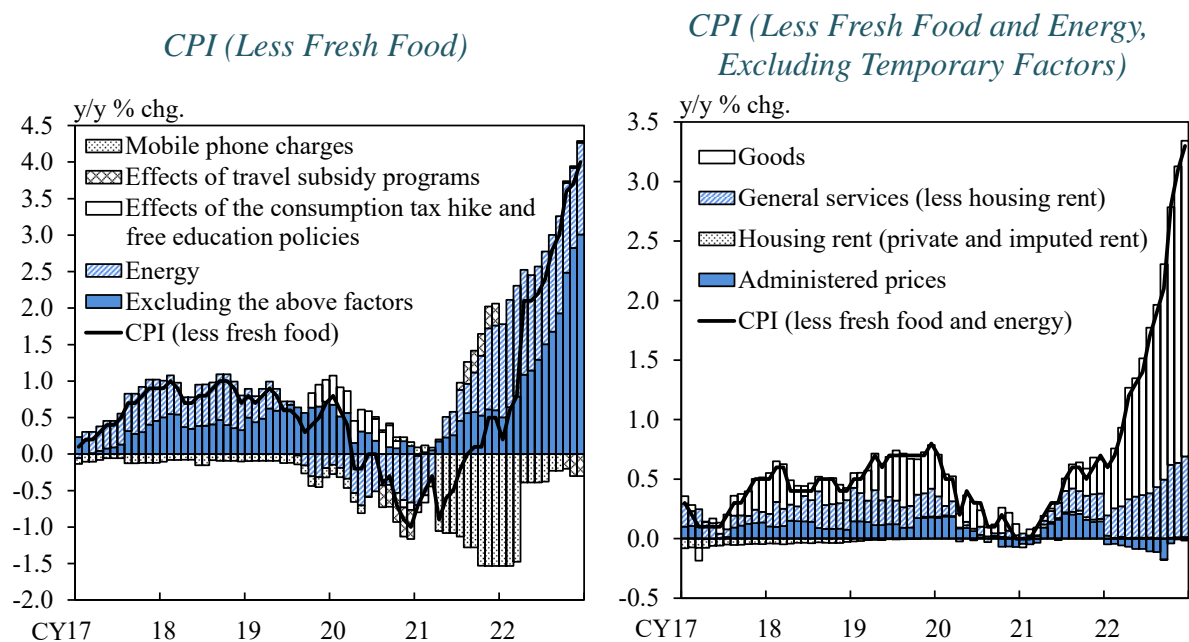 CPI (Less Fresh Food)
y/y % chg.
4.5
4.0
3.5
3.0
2.5
2.0
1.5
1.0
0.5
0.0
-0.5
-1.0
-1.5
-2.0
Mobile phone charges
Effects of travel subsidy programs
Effects of the consumption tax hike and
free education policies
Energy
Excluding the above factors
CPI (less fresh food)
CY17 18 19 20 21 22
CPI (Less Fresh Food and Energy,
Excluding Temporary Factors)
y/y % chg.
3.5
3.0
2.5
2.0
1.5
1.0
0.5
0.0
-0.5
Goods
General services (less housing rent)
Housing rent (private and imputed rent)
Administered prices
CPI (less fresh food and energy)
CY17 18 19 20 21 22